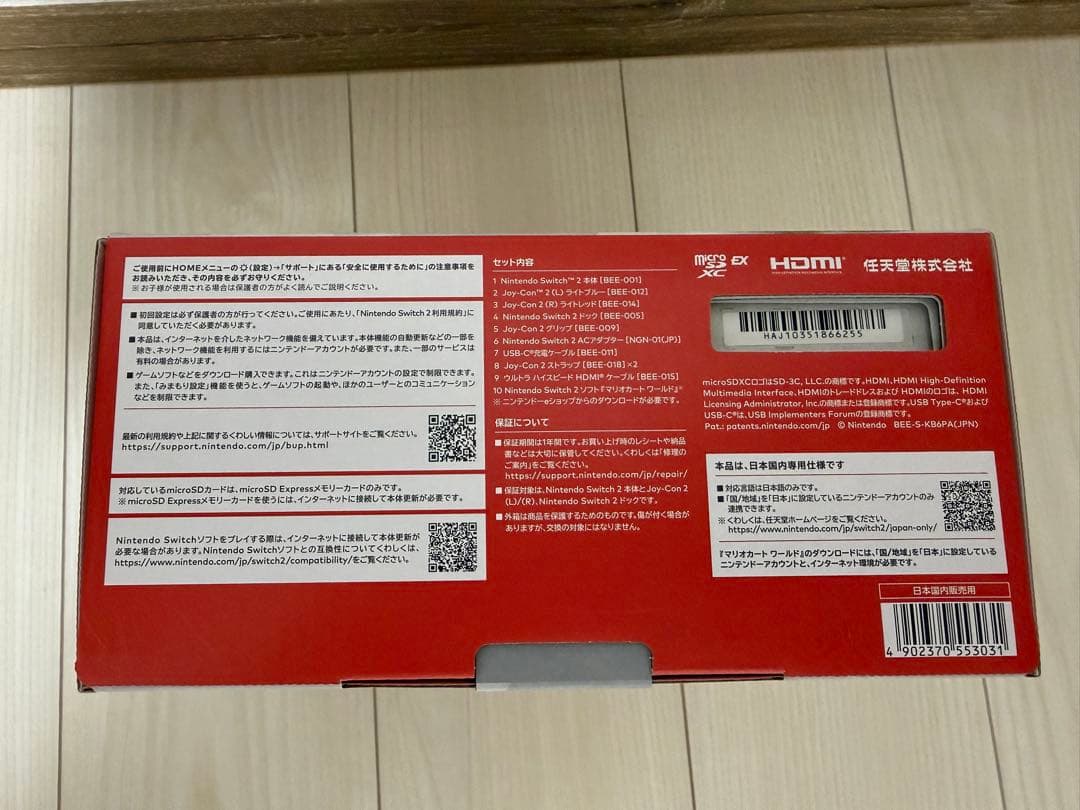 ご使用前にHOMEメニューの (設定)→「サポート」にある「安全に使用するために」の注意事項を
お読みいただき、その内容を必ずお守りください。
※お子様が使用される場合は保護者の方がよく読んでご説明ください。
■初回設定は必ず保護者の方が行ってください。ご使用にあたり、「Nintendo Switch 2 利用規約」に
同意していただく必要があります。
■本品は、インターネットを介したネットワーク機能を備えています。本体機能の自動更新などの一部を
除き、ネットワーク機能を利用するにはニンテンドーアカウントが必要です。また、一部のサービスは
有料の場合があります。
■ゲームソフトなどをダウンロード購入できます。これはニンテンドーアカウントの設定で制限できます。
また、「みまもり設定」機能を使うと、ゲームソフトの起動や、ほかのユーザーとのコミュニケーション
などを制限できます。
最新の利用規約や上記に関するくわしい情報については、サポートサイトをご覧ください。
https://support.nintendo.com/jp/bup.html
対応しているmicroSDカードは、microSD Expressメモリーカードのみです。
※microSD Expressメモリーカードを使うには、インターネットに接続して本体更新が必要です。
Nintendo Switchソフトをプレイする際は、インターネットに接続して本体更新が
必要な場合があります。Nintendo Switchソフトとの互換性についてくわしくは、
https://www.nintendo.com/jp/switch2/compatibility/をご覧ください。
セット内容
1 Nintendo Switch™ 2 本体 [BEE-001]
2 Joy-Con™ 2 (L) ライトブルー [BEE-012]
3 Joy-Con 2 (R) ライトレッド [BEE-014]
4 Nintendo Switch 2 ドック [BEE-005]
5 Joy-Con 2 グリップ [BEE-009]
6 Nintendo Switch 2 ACアダプター [NGN-01(JP)]
7 USB-C®充電ケーブル [BEE-011]
8 Joy-Con 2 ストラップ [BEE-018]×2
9 ウルトラ ハイスピード HDMI® ケーブル [BEE-015]
10 Nintendo Switch 2 ソフト『マリオカート ワールド』※
※ニンテンドーeショップからのダウンロードが必要です。
保証について
■保証期間は1年間です。お買い上げ時のレシートや納品
書などは大切に保管してください。くわしくは「修理の
ご案内」をご覧ください。
https://support.nintendo.com/jp/repair/
■保証対象は、Nintendo Switch 2 本体とJoy-Con 2
(L)/(R)、Nintendo Switch 2 ドックです。
■外箱は商品を保護するためのものです。傷が付く場合が
ありますが、交換の対象にはなりません。
micro SD XC EX
HDMI
HIGH-DEFINITION MULTIMEDIA INTERFACE
任天堂株式会社
HAJ10351866255
microSDXCロゴはSD-3C, LLC.の商標です。HDMI、HDMI High-Definition
Multimedia Interface、HDMIのトレードドレスおよび HDMIのロゴは、HDMI
Licensing Administrator, Inc.の商標または登録商標です。USB Type-C®および
USB-C®は、USB Implementers Forumの登録商標です。
Pat.: patents.nintendo.com/jp © Nintendo BEE-S-KB6PA(JPN)
本品は、日本国内専用仕様です
■対応言語は日本語のみです。
■「国/地域」を「日本」に設定しているニンテンドーアカウントのみ
連携できます。
※くわしくは、任天堂ホームページをご覧ください。
https://www.nintendo.com/jp/switch2/japan-only/
『マリオカート ワールド』のダウンロードには、「国/地域」を「日本」に設定している
ニンテンドーアカウントと、インターネット環境が必要です。
日本国内販売用
4 902370 553031